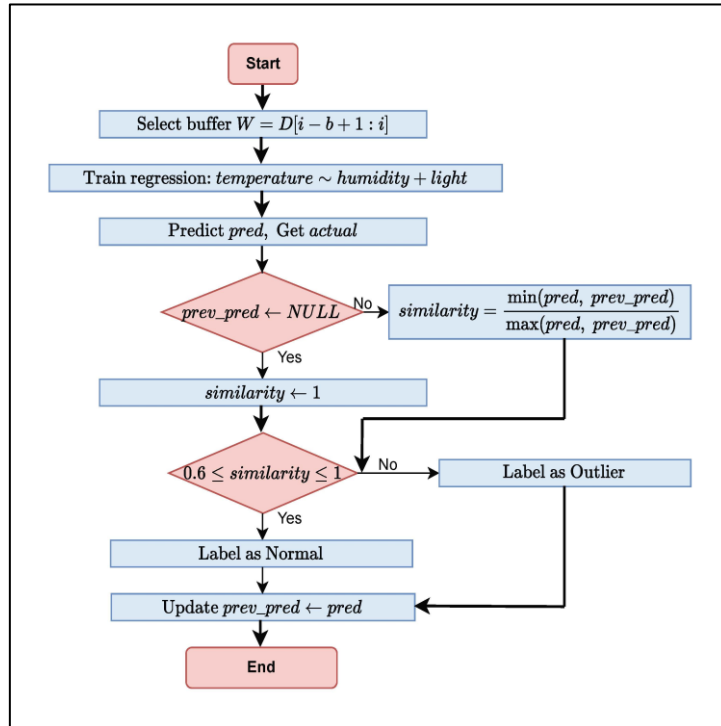 Start
Select buffer W = D[i − b + 1 : i]
Train regression: temperature ∼ humidity + light
Predict pred, Get actual
prev_pred ← NULL
No
similarity = min(pred, prev_pred) / max(pred, prev_pred)
Yes
similarity ← 1
0.6 ≤ similarity ≤ 1
No
Label as Outlier
Yes
Label as Normal
Update prev_pred ← pred
End